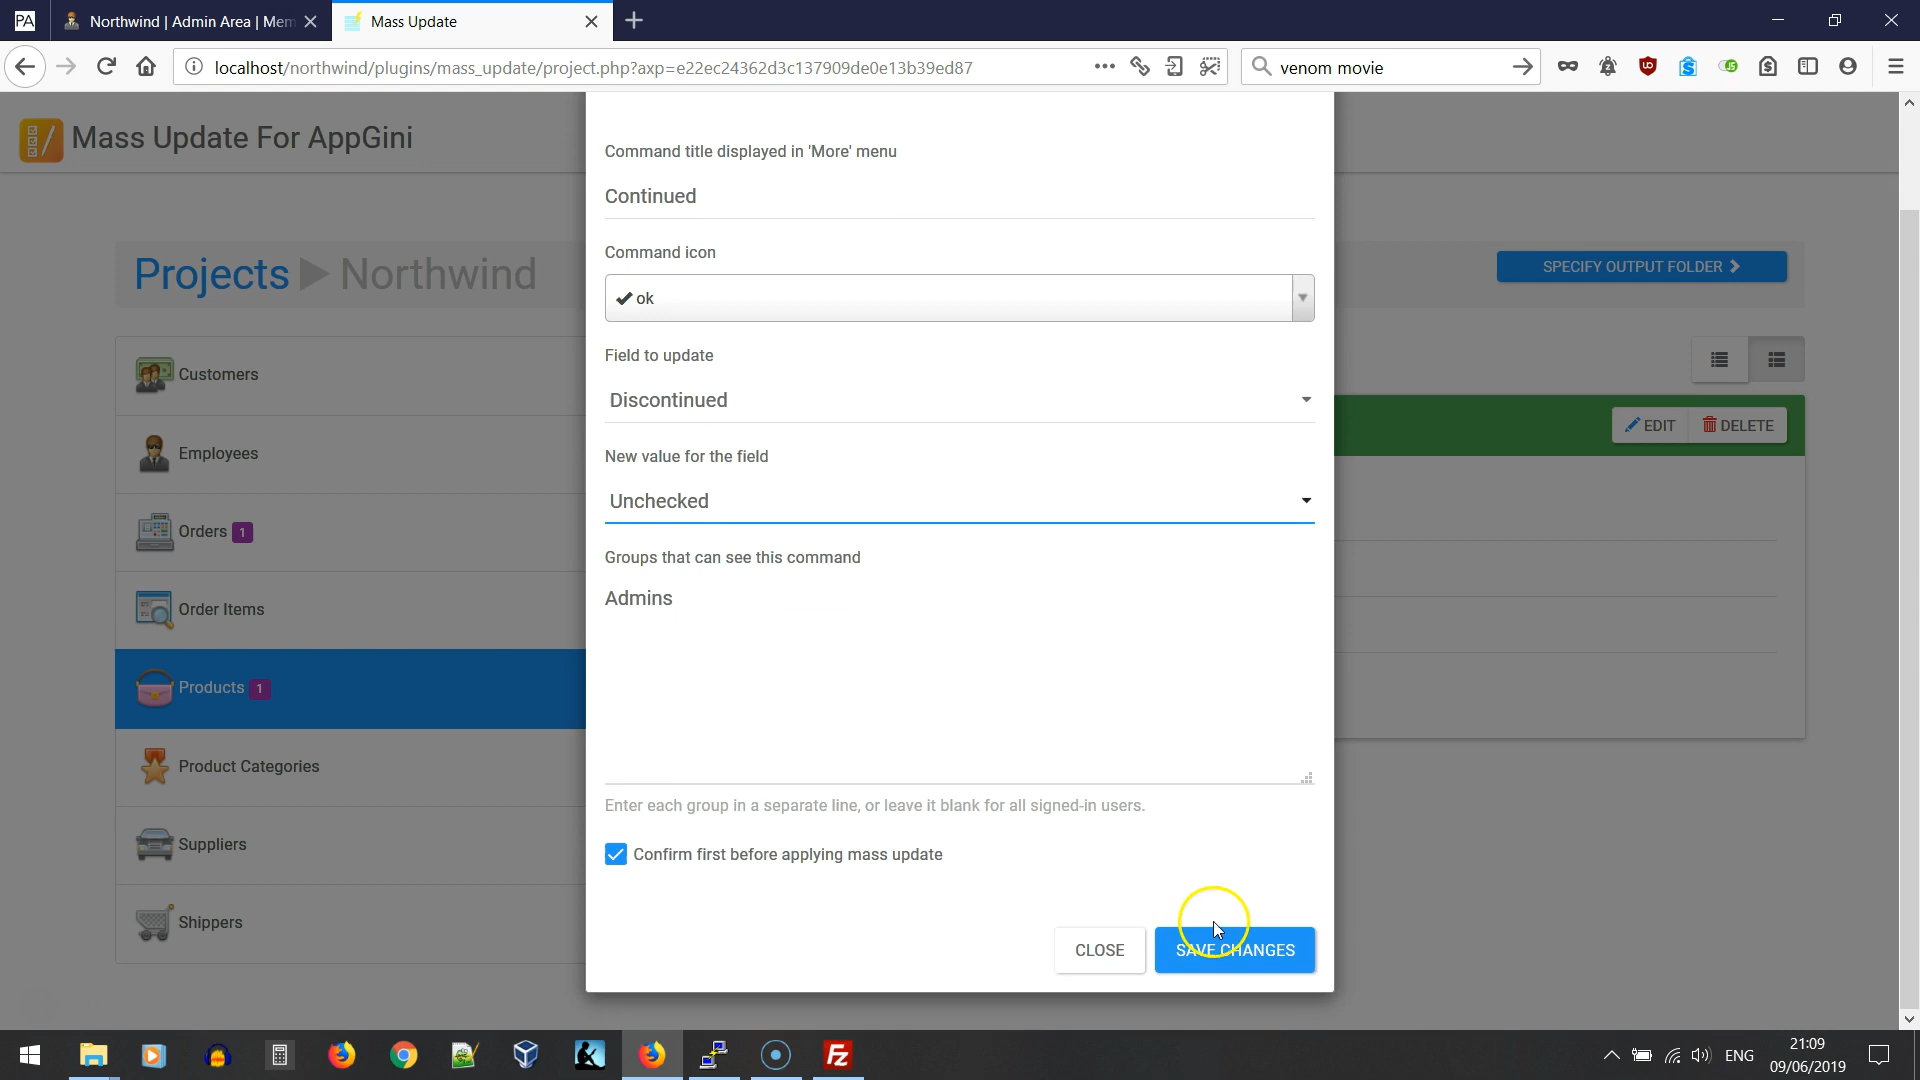 PA
Northwind | Admin Area | Mem
Mass Update
localhost/northwind/plugins/mass_update/project.php?axp=e22ec24362d3c137909de0e13b39ed87
venom movie
Mass Update For AppGini
Projects
Northwind
SPECIFY OUTPUT FOLDER
Customers
Employees
Orders 1
Order Items
Products 1
Product Categories
Suppliers
Shippers
Command title displayed in 'More' menu
Continued
Command icon
ok
Field to update
Discontinued
New value for the field
Unchecked
Groups that can see this command
Admins
Enter each group in a separate line, or leave it blank for all signed-in users.
Confirm first before applying mass update
CLOSE
SAVE CHANGES
EDIT
DELETE
ENG
21:09
09/06/2019